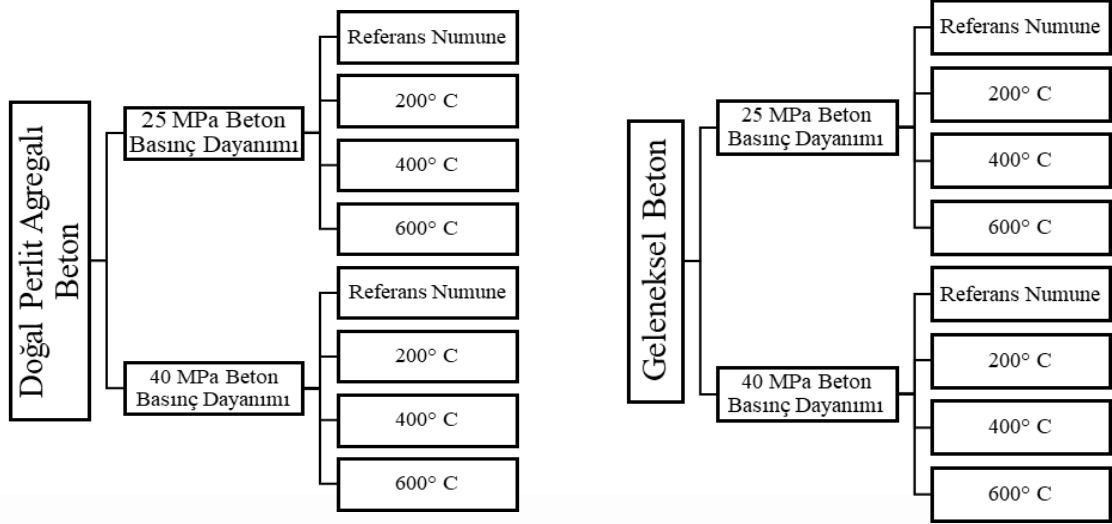 Doğal Perlit Agregalı
Beton
25 MPa Beton
Basınç Dayanımı
Referans Numune
200° C
400° C
600° C
40 MPa Beton
Basınç Dayanımı
Referans Numune
200° C
400° C
600° C
Geleneksel Beton
25 MPa Beton
Basınç Dayanımı
Referans Numune
200° C
400° C
600° C
40 MPa Beton
Basınç Dayanımı
Referans Numune
200° C
400° C
600° C